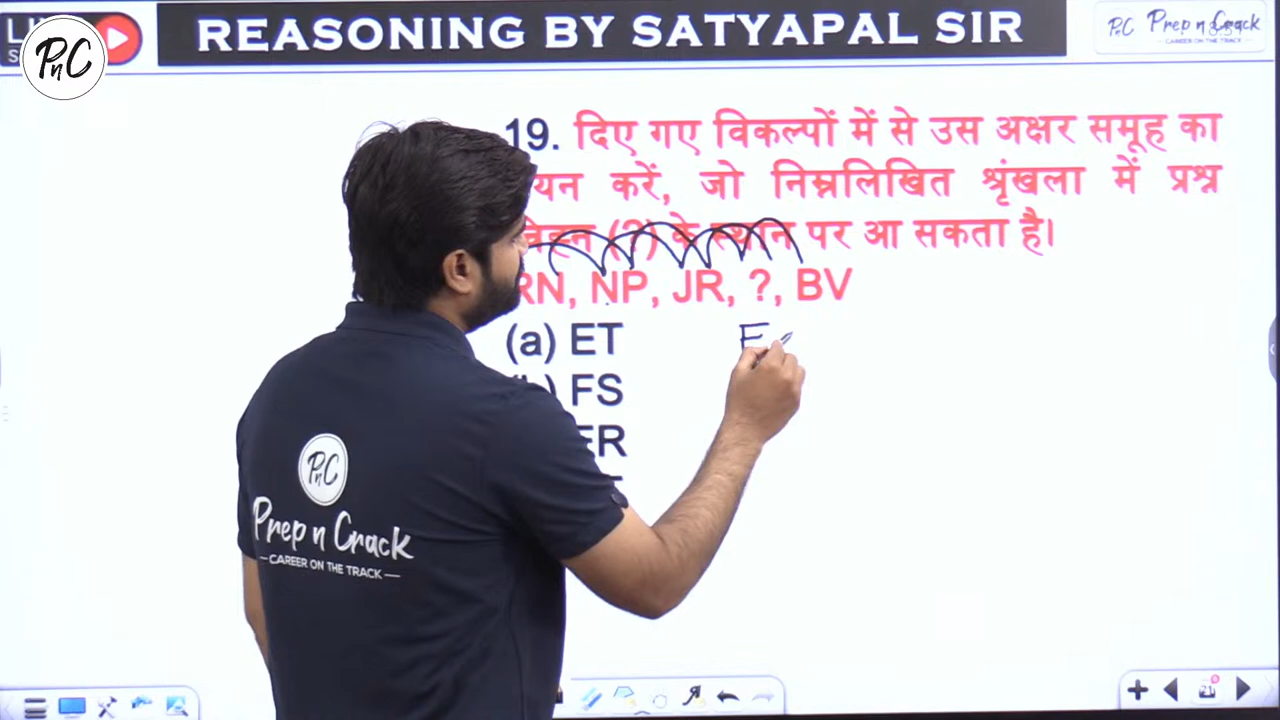 REASONING BY SATYAPAL SIR
PnC
PnC Prep n Crack
CAREER ON THE TRACK
19. दिए गए विकल्पों में से उस अक्षर समूह का
करें, जो निम्नलिखित श्रृंखला में प्रश्न
(?) के स्थान पर आ सकता है।
RN, NP, JR, ?, BV
(a) ET
FS
ER
PnC
Prep n Crack
CAREER ON THE TRACK